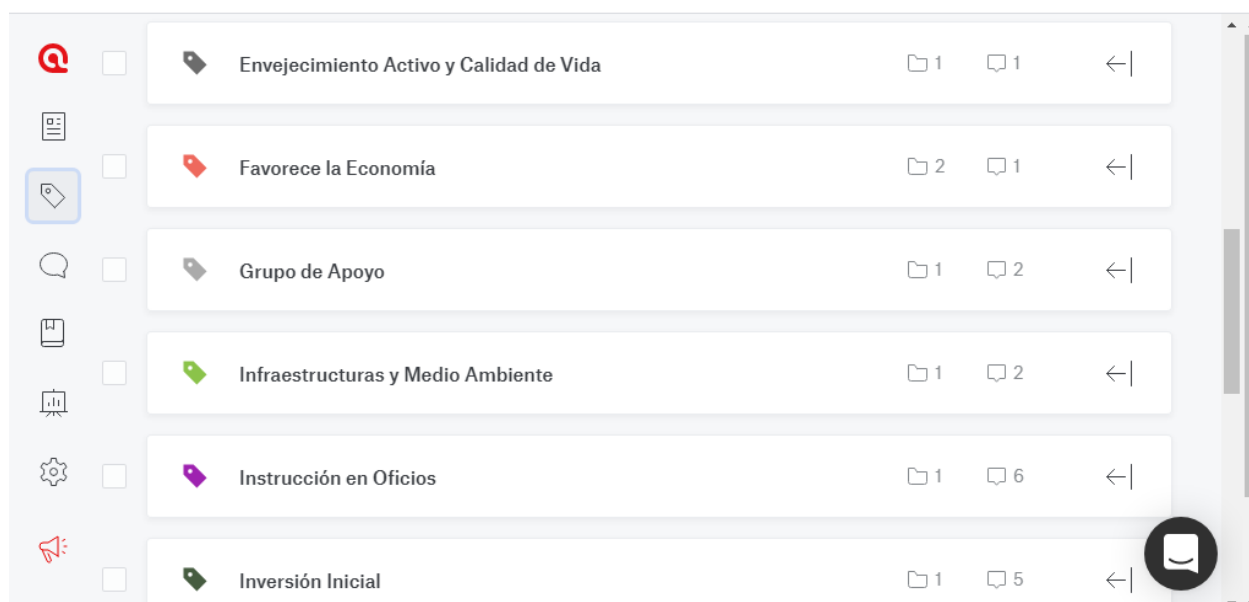 Envejecimiento Activo y Calidad de Vida 1 1
Favorece la Economía 2 1
Grupo de Apoyo 1 2
Infraestructuras y Medio Ambiente 1 2
Instrucción en Oficios 1 6
Inversión Inicial 1 5